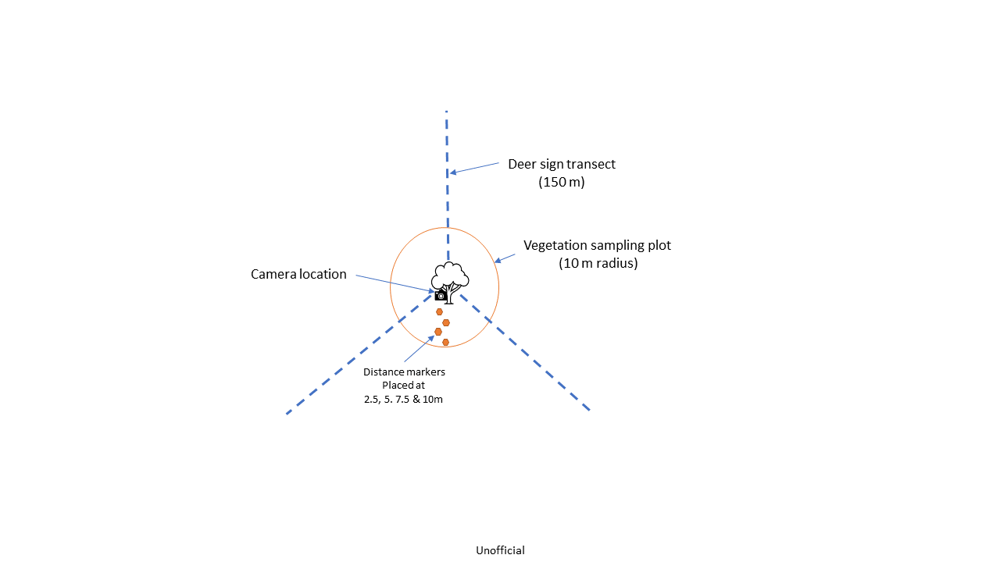 Deer sign transect
(150 m)
Vegetation sampling plot
(10 m radius)
Camera location
Distance markers
Placed at
2.5, 5. 7.5 & 10m
Unofficial